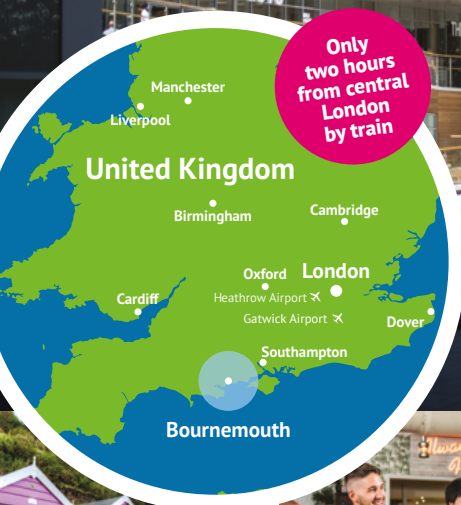 Only
two hours
from central
London
by train
Manchester
Liverpool
United Kingdom
Birmingham
Cambridge
Oxford
London
Heathrow Airport
Cardiff
Gatwick Airport
Dover
Southampton
Bournemouth